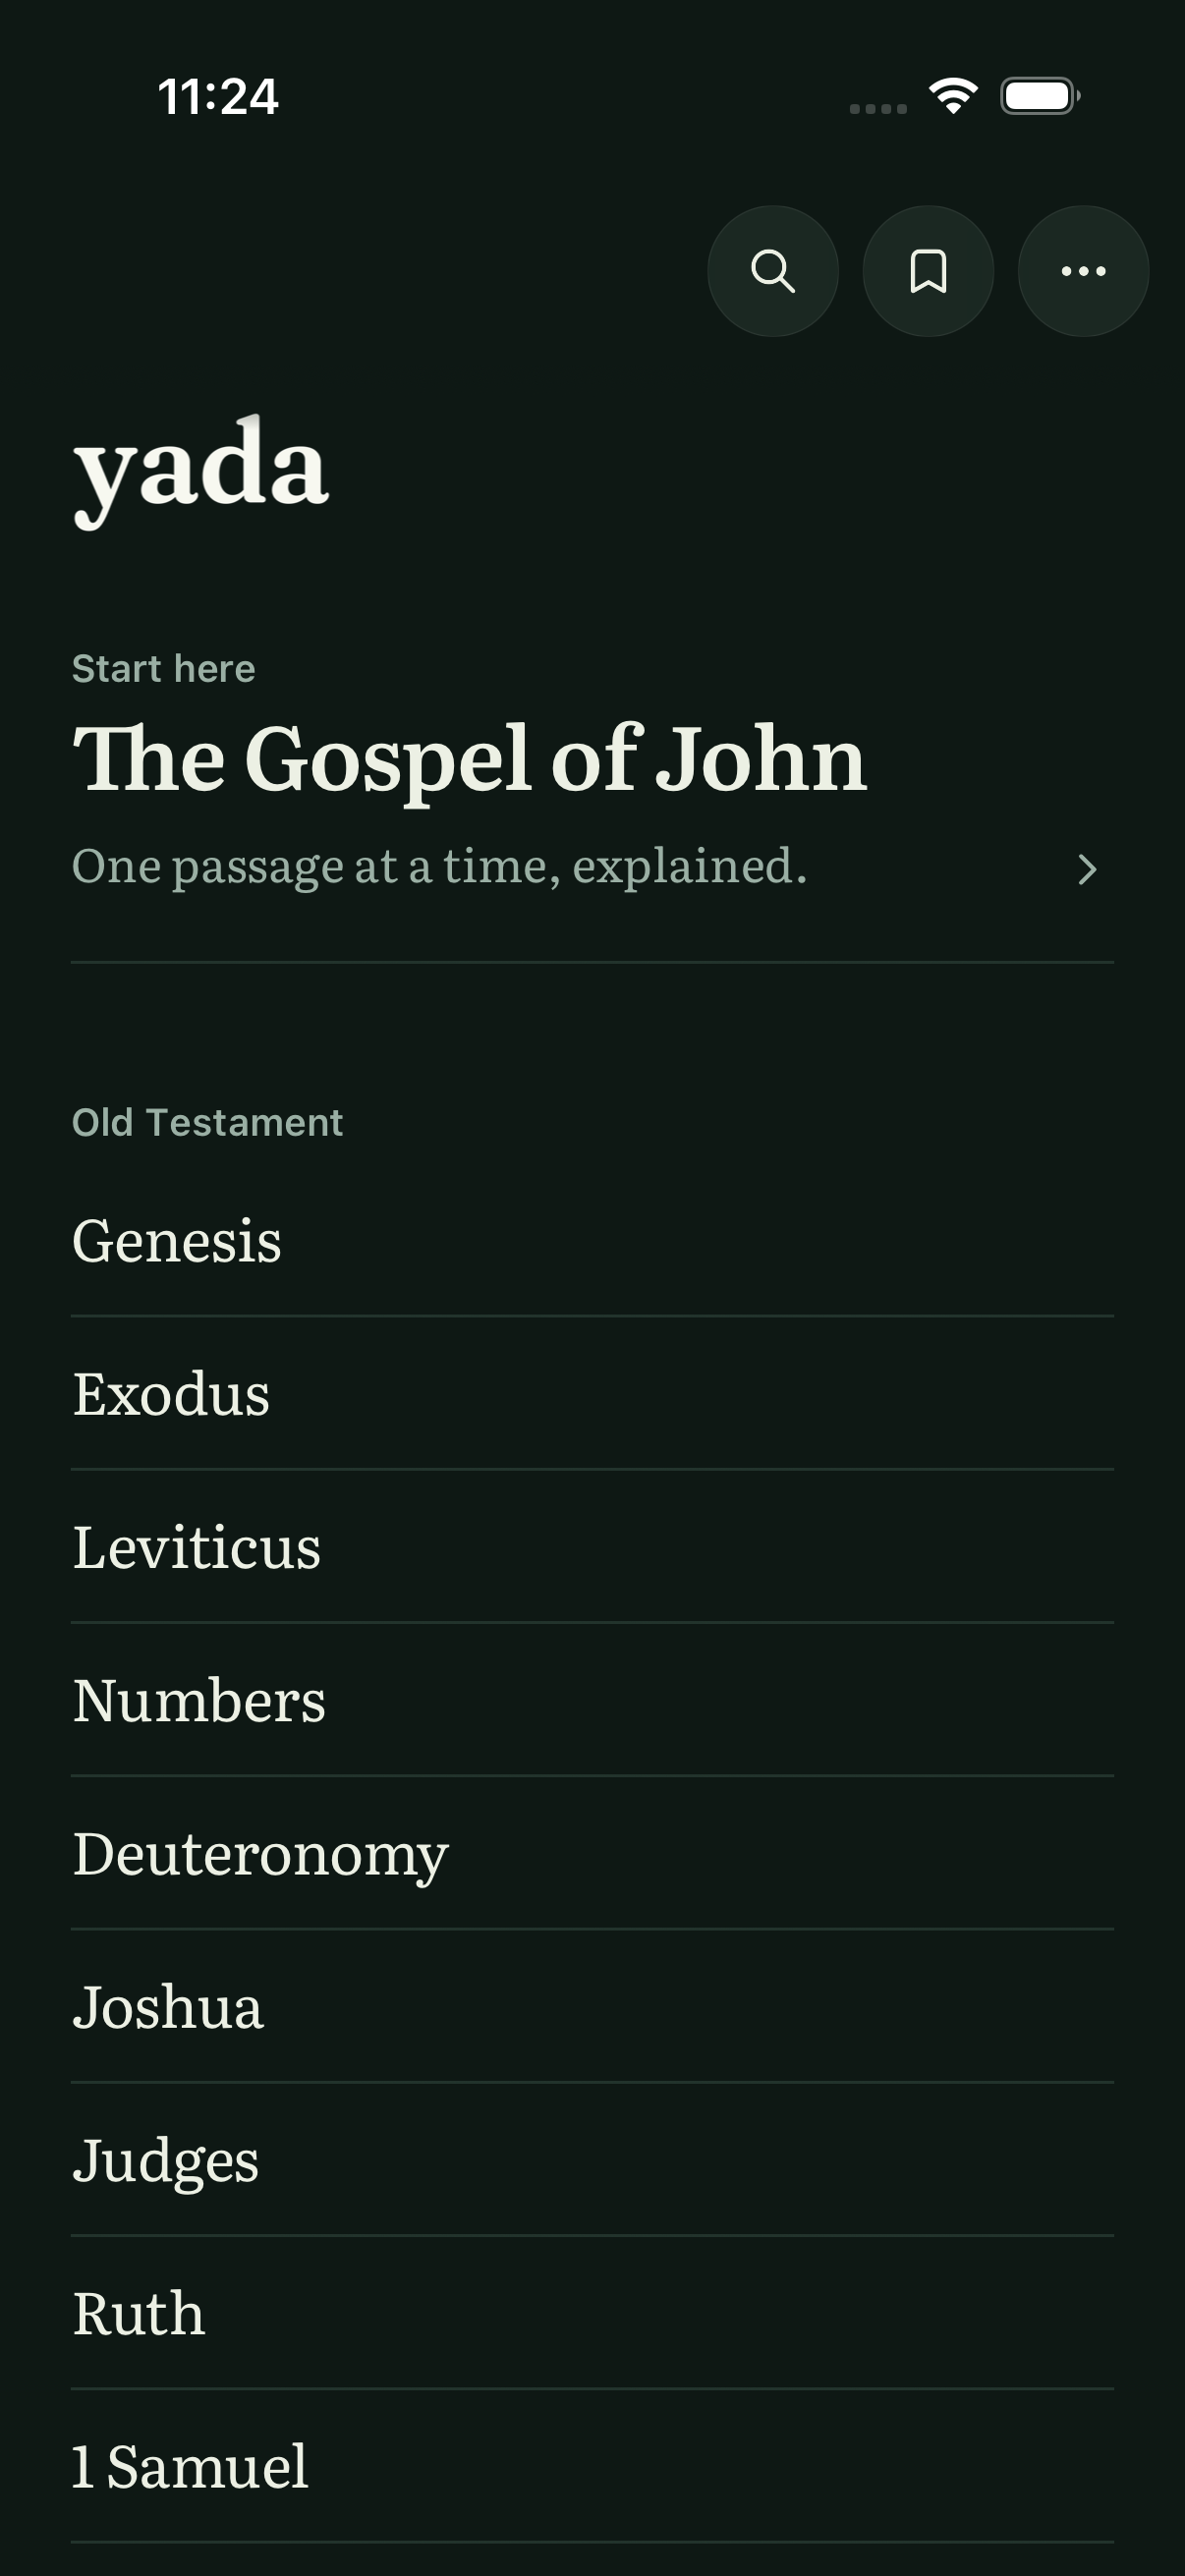 11:24
yada
Start here
The Gospel of John
One passage at a time, explained.
Old Testament
Genesis
Exodus
Leviticus
Numbers
Deuteronomy
Joshua
Judges
Ruth
1 Samuel